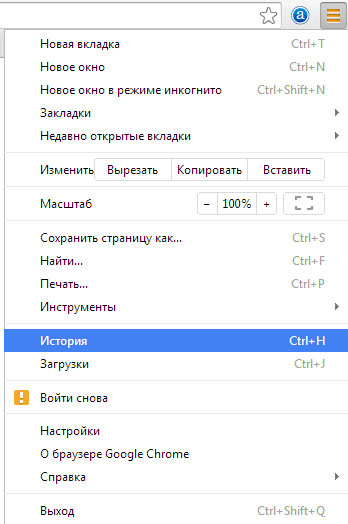 a
Новая вкладка Ctrl+T
Новое окно Ctrl+N
Новое окно в режиме инкогнито Ctrl+Shift+N
Закладки
Недавно открытые вкладки
Изменить Вырезать Копировать Вставить
Масштаб − 100% +
Сохранить страницу как... Ctrl+S
Найти... Ctrl+F
Печать... Ctrl+P
Инструменты
История Ctrl+H
Загрузки Ctrl+J
! Войти снова
Настройки
О браузере Google Chrome
Справка
Выход Ctrl+Shift+Q